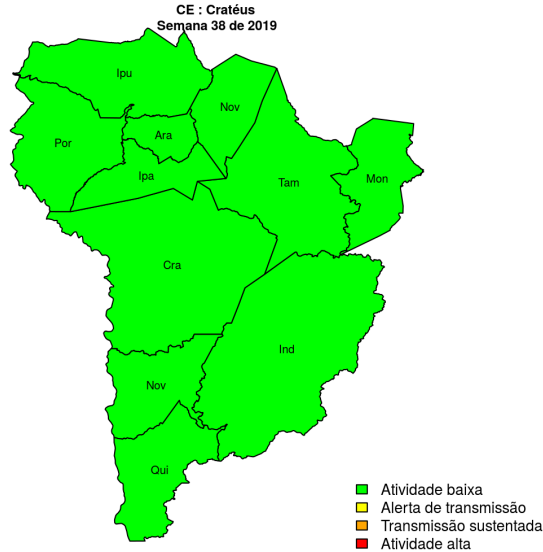 CE : Cratéus
Semana 38 de 2019
Ipu
Nov
Ara
Por
Ipa
Tam
Mon
Cra
Ind
Nov
Qui
Atividade baixa
Alerta de transmissão
Transmissão sustentada
Atividade alta